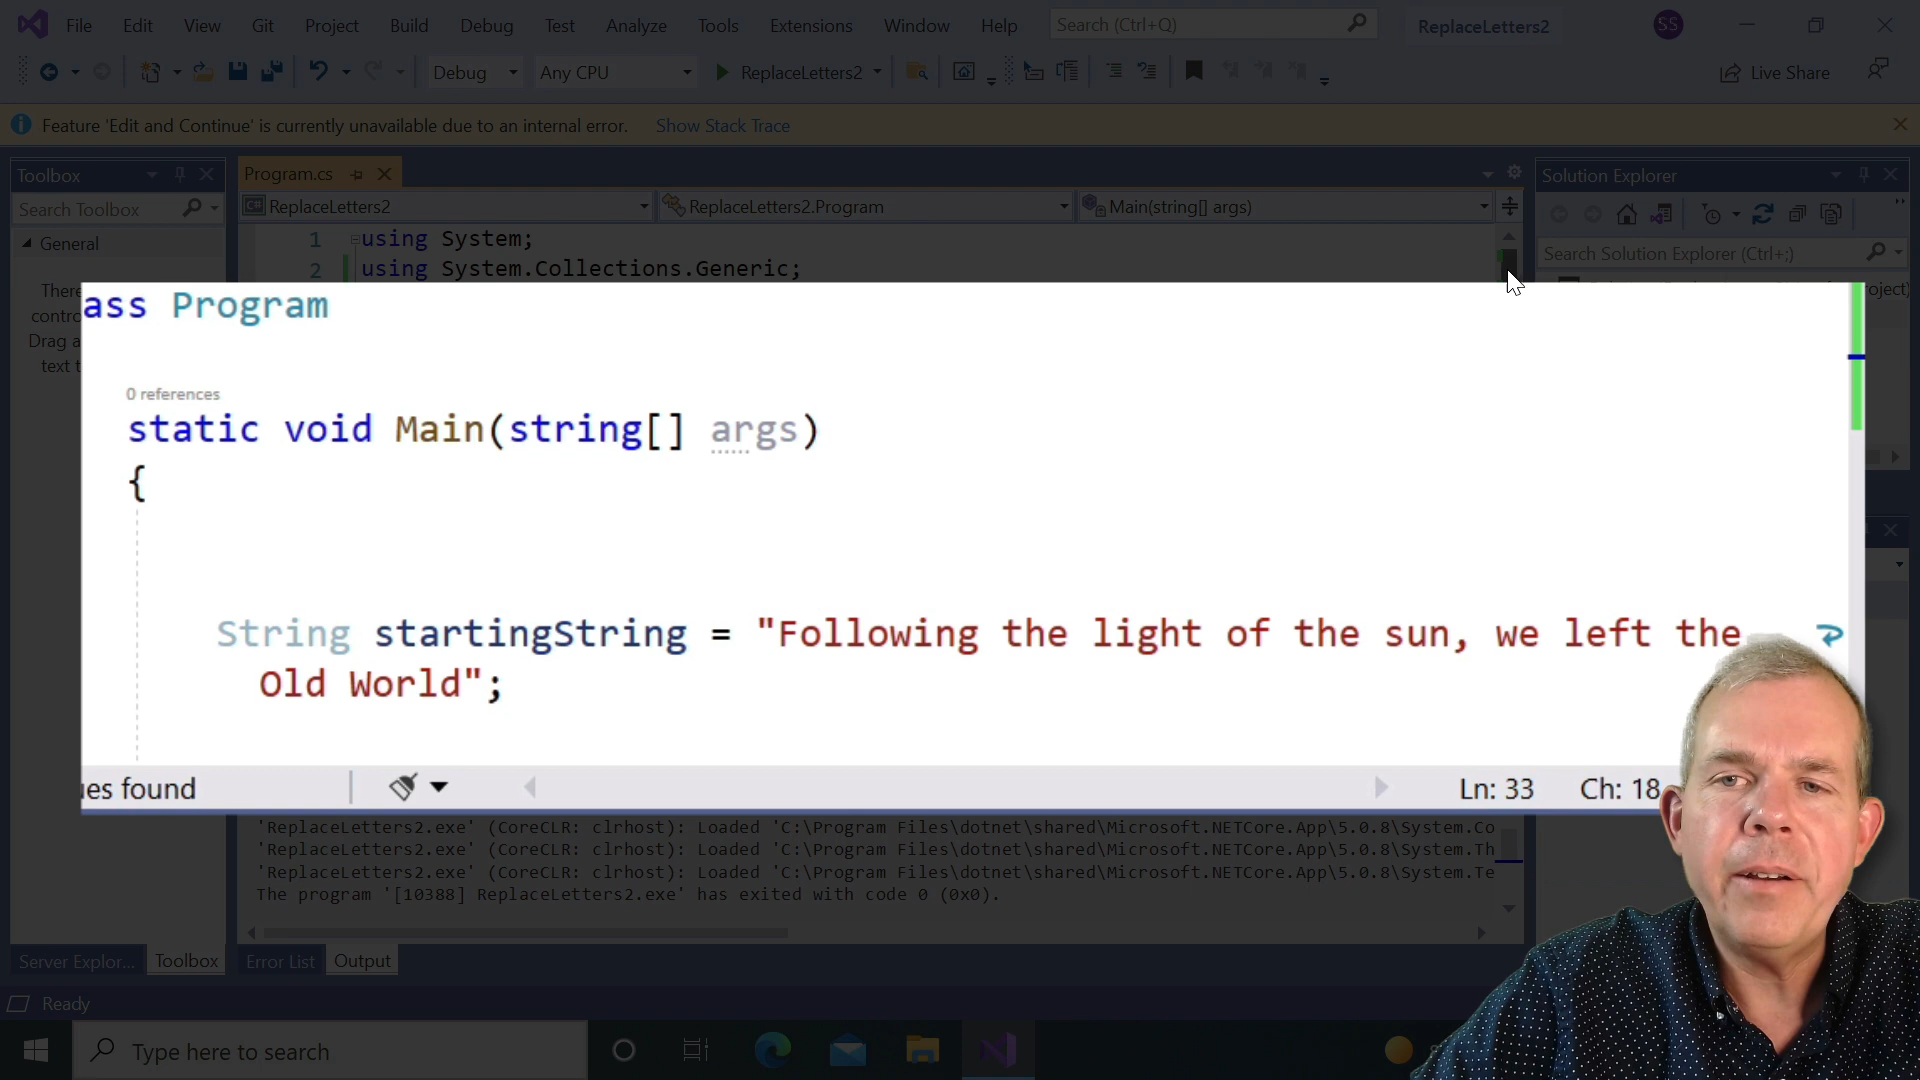 File Edit View Git Project Build Debug Test Analyze Tools Extensions Window Help Search (Ctrl+Q) ReplaceLetters2 SS
Debug Any CPU ReplaceLetters2 Live Share
Feature 'Edit and Continue' is currently unavailable due to an internal error. Show Stack Trace
Toolbox Program.cs Solution Explorer
Search Toolbox ReplaceLetters2 ReplaceLetters2.Program Main(string[] args)
General 1 using System; Search Solution Explorer (Ctrl+;)
2 using System.Collections.Generic;
ass Program
0 references
static void Main(string[] args)
{
String startingString = "Following the light of the sun, we left the
Old World";
ues found Ln: 33 Ch: 18
'ReplaceLetters2.exe' (CoreCLR: clrhost): Loaded 'C:\Program Files\dotnet\shared\Microsoft.NETCore.App\5.0.8\System.Co
'ReplaceLetters2.exe' (CoreCLR: clrhost): Loaded 'C:\Program Files\dotnet\shared\Microsoft.NETCore.App\5.0.8\System.Th
'ReplaceLetters2.exe' (CoreCLR: clrhost): Loaded 'C:\Program Files\dotnet\shared\Microsoft.NETCore.App\5.0.8\System.Te
The program '[10388] ReplaceLetters2.exe' has exited with code 0 (0x0).
Server Explor... Toolbox Error List Output
Ready
Type here to search